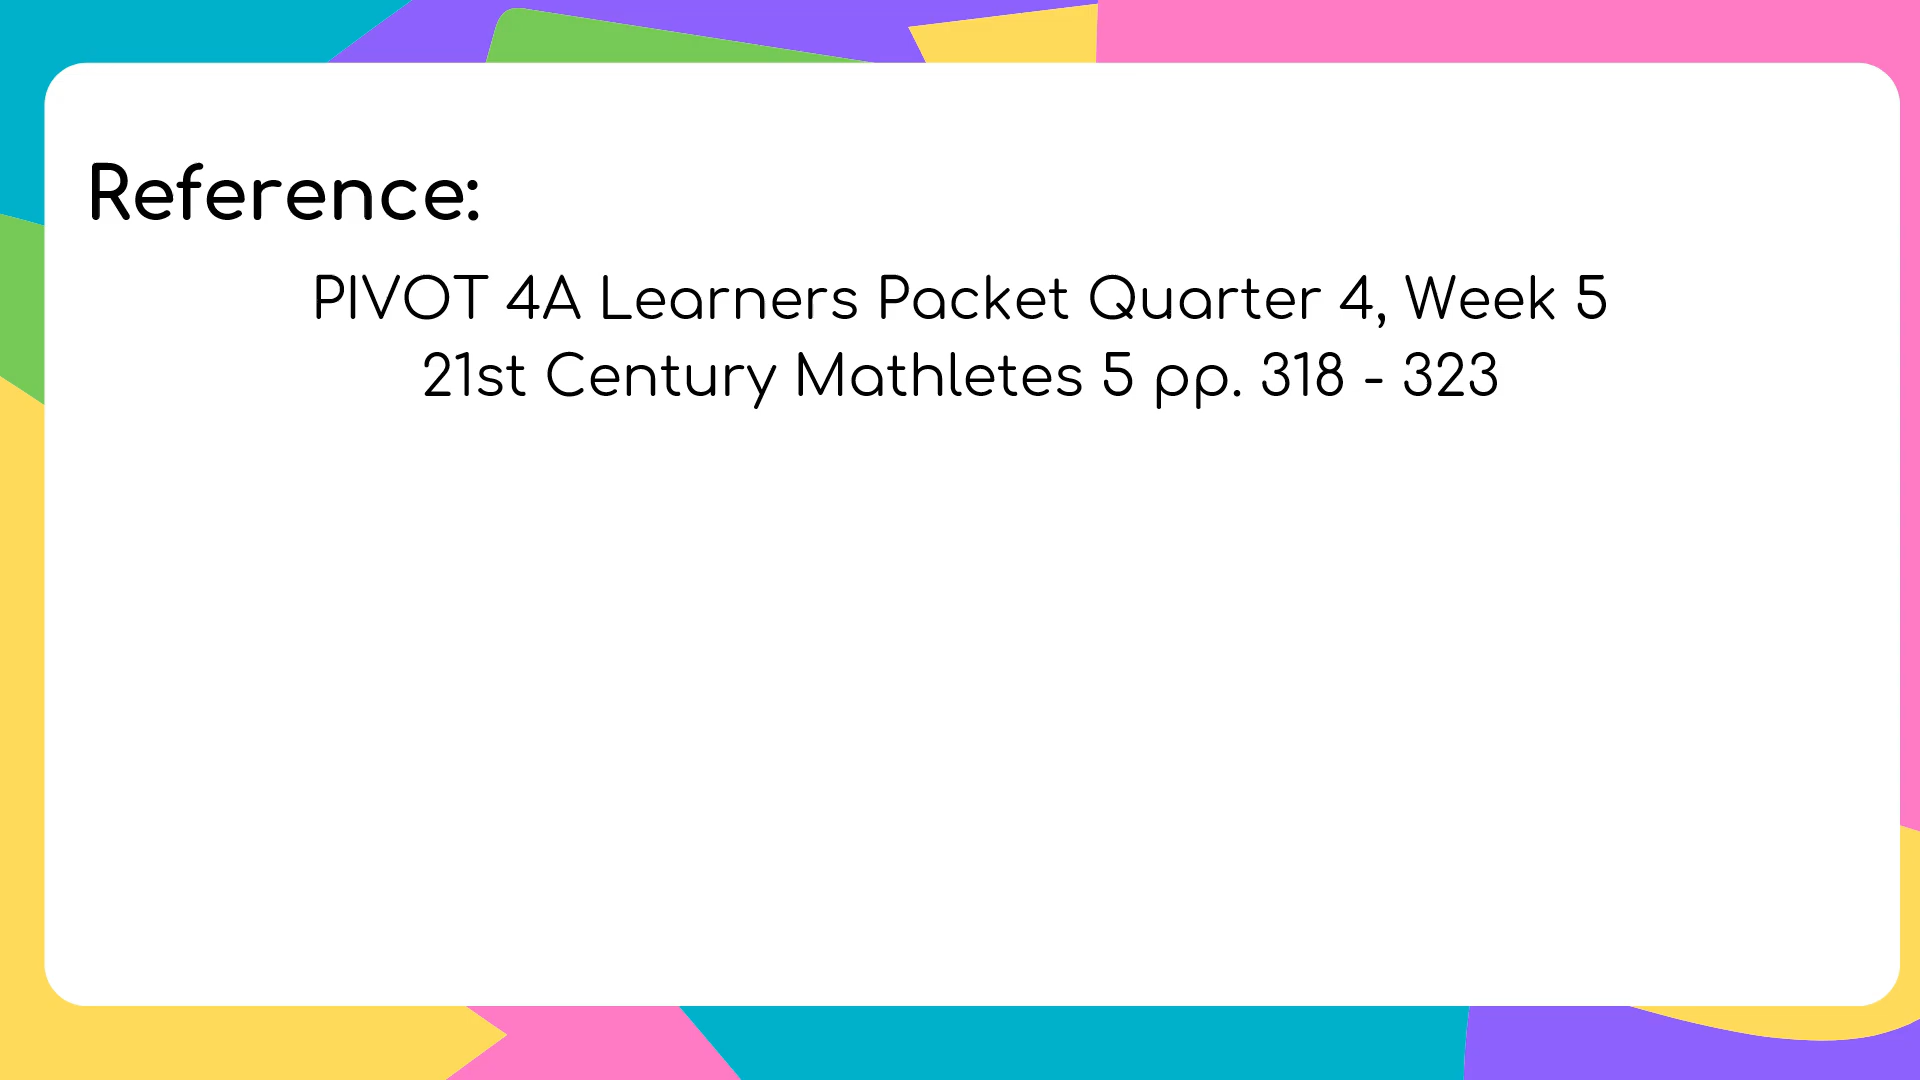 Reference:
PIVOT 4A Learners Packet Quarter 4, Week 5
21st Century Mathletes 5 pp. 318 - 323